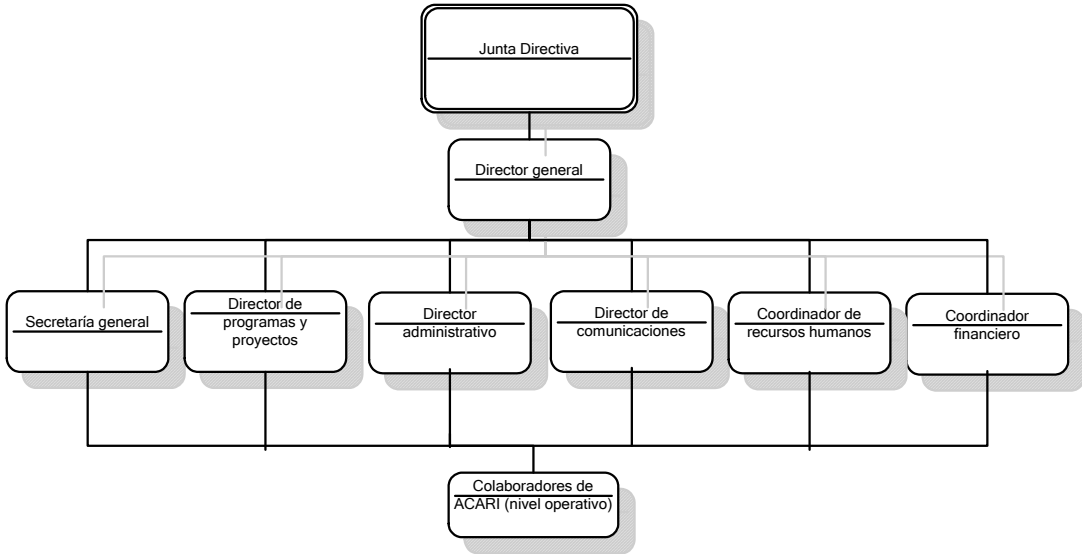 Junta Directiva
Director general
Secretaría general
Director de
programas y
proyectos
Director
administrativo
Director de
comunicaciones
Coordinador de
recursos humanos
Coordinador
financiero
Colaboradores de
ACARI (nivel operativo)